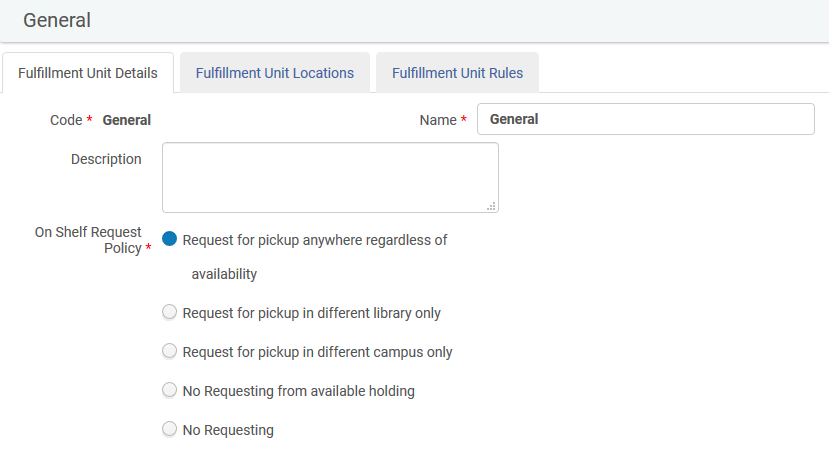 General
Fulfillment Unit Details Fulfillment Unit Locations Fulfillment Unit Rules
Code * General Name * General
Description
On Shelf Request
Policy *
Request for pickup anywhere regardless of
availability
Request for pickup in different library only
Request for pickup in different campus only
No Requesting from available holding
No Requesting